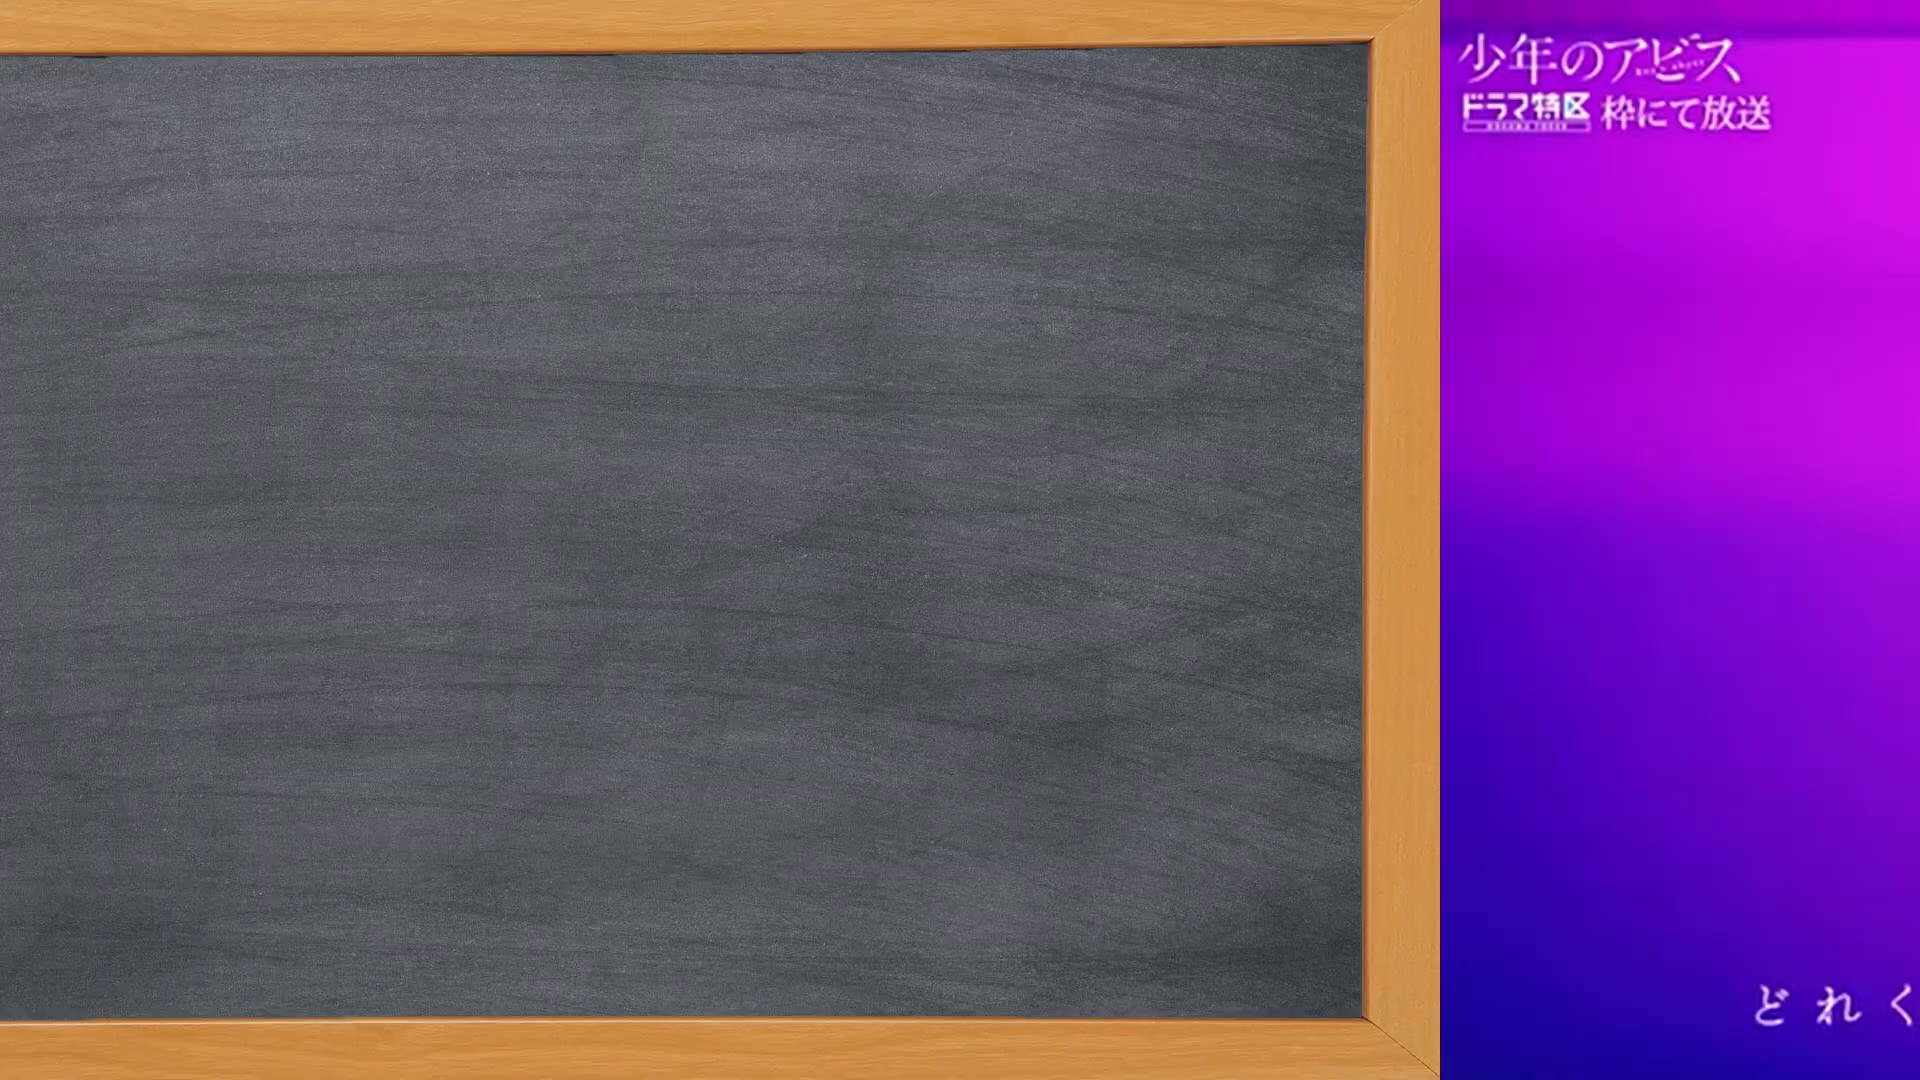 少年のアビス
ドラマ特区 枠にて放送
どれく